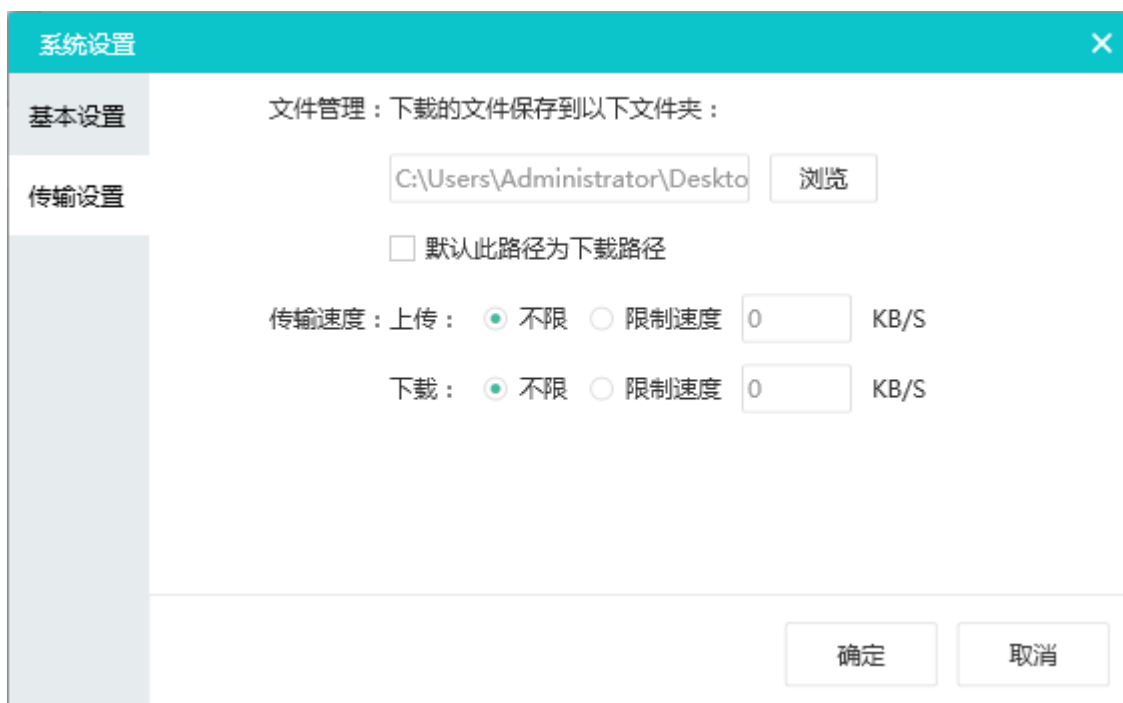 系统设置
基本设置
传输设置
文件管理：下载的文件保存到以下文件夹：
C:\Users\Administrator\Deskto
浏览
默认此路径为下载路径
传输速度：上传： 不限 限制速度 0 KB/S
下载： 不限 限制速度 0 KB/S
确定 取消